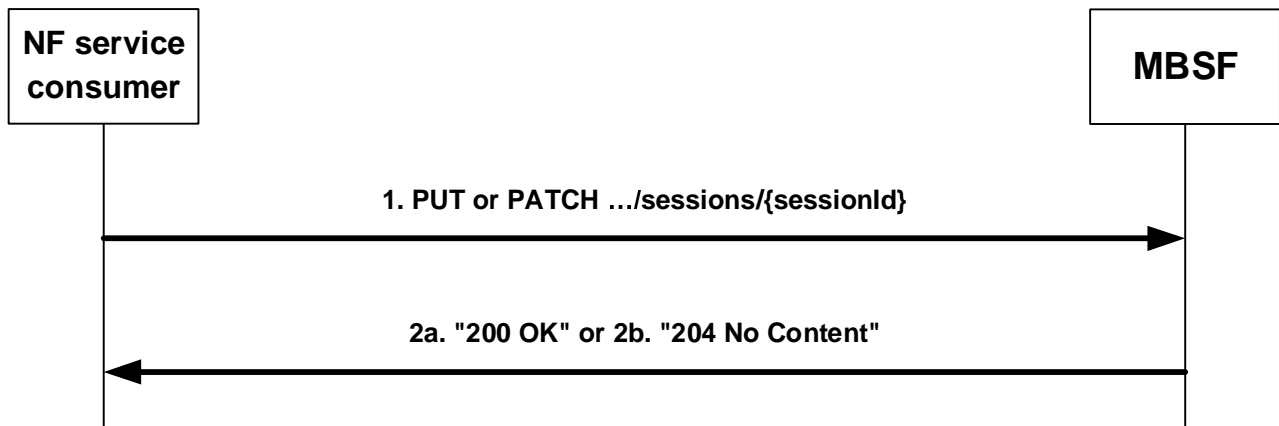 NF service
consumer
MBSF
1. PUT or PATCH …/sessions/{sessionId}
2a. "200 OK" or 2b. "204 No Content"